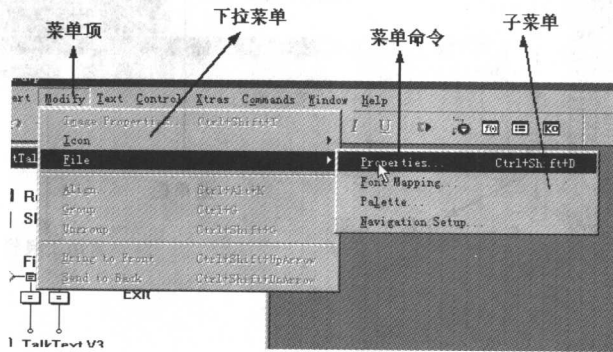 菜单项
下拉菜单
菜单命令
子菜单
Modify Text Control Xtras Commands Window Help
Image Properties... Ctrl+Shift+I
Icon
File
Align Ctrl+Alt+K
Group Ctrl+G
Ungroup Ctrl+Shift+G
Bring to Front Ctrl+Shift+UpArrow
Send to Back Ctrl+Shift+DnArrow
I U
Properties... Ctrl+Shift+D
Font Mapping...
Palette...
Navigation Setup...
Exit
TalkText V3